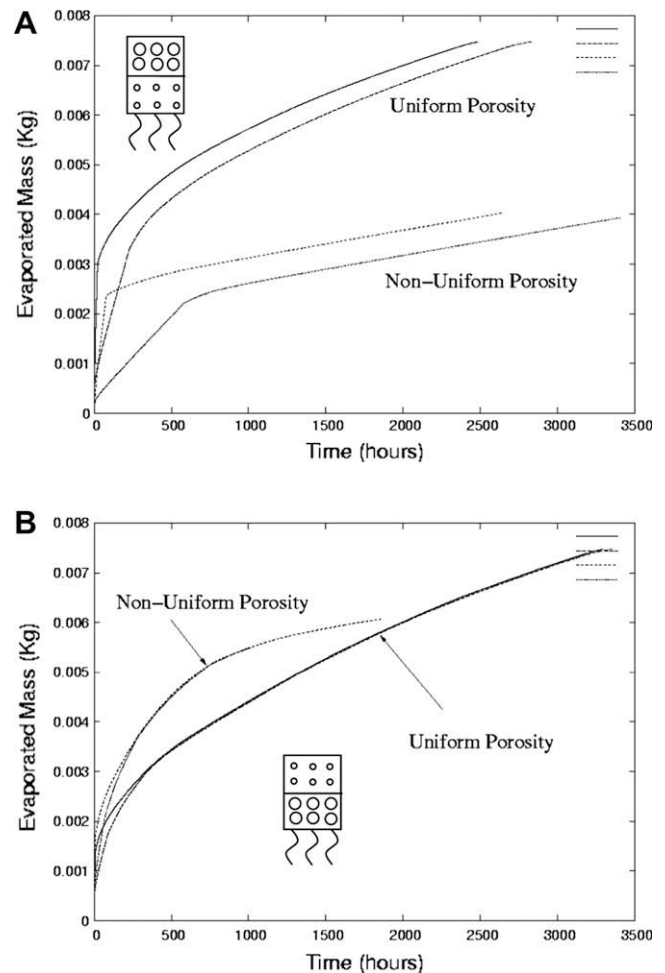 A
0.008
0.007
0.006
0.005
0.004
0.003
0.002
0.001
0
Evaporated Mass (Kg)
Uniform Porosity
Non−Uniform Porosity
0 500 1000 1500 2000 2500 3000 3500
Time (hours)
B
0.008
0.007
0.006
0.005
0.004
0.003
0.002
0.001
0
Evaporated Mass (Kg)
Non−Uniform Porosity
Uniform Porosity
0 500 1000 1500 2000 2500 3000 3500
Time (hours)